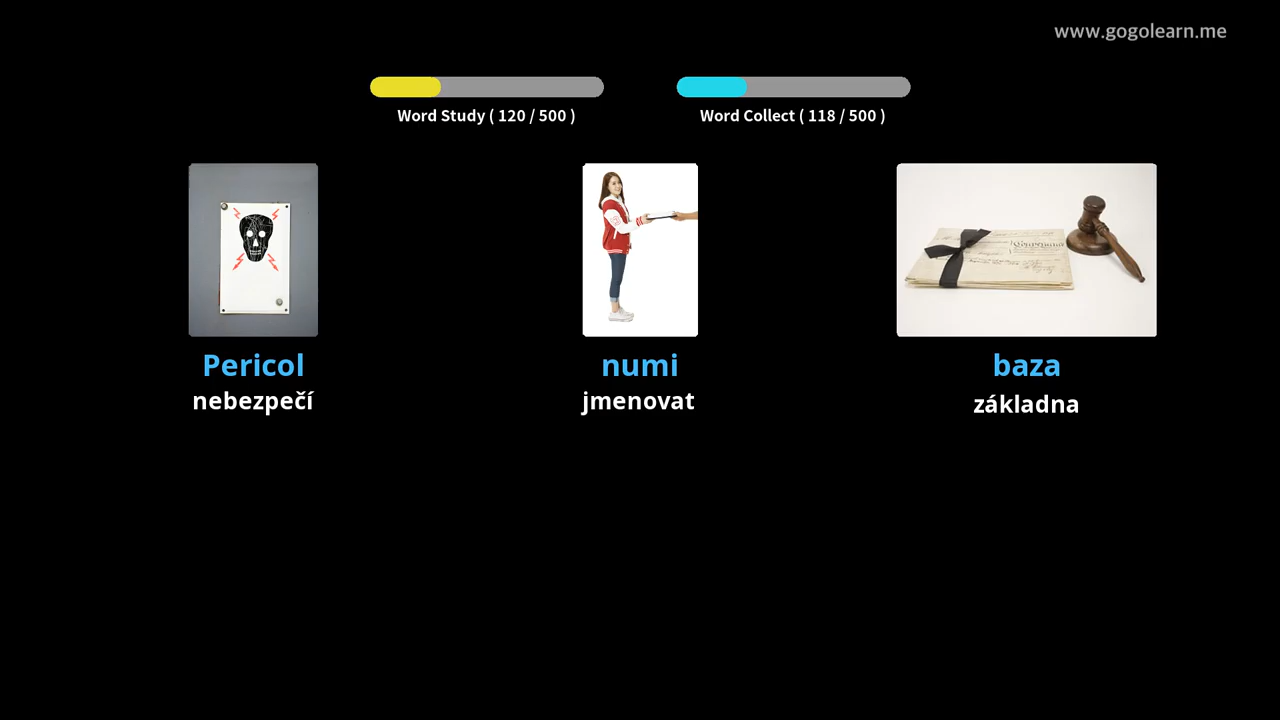 www.gogolearn.me
Word Study ( 120 / 500 )
Word Collect ( 118 / 500 )
Pericol
nebezpečí
numi
jmenovat
baza
základna